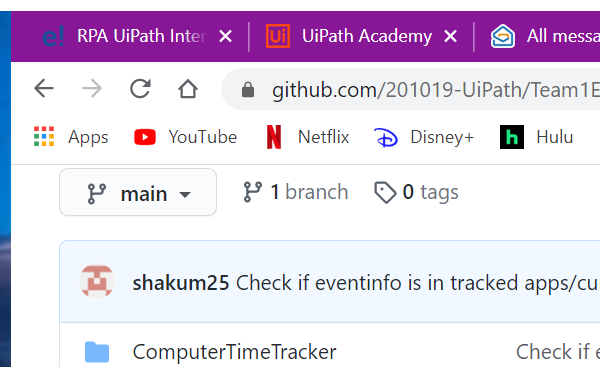 e! RPA UiPath Inter
Ui UiPath Academy
All messa
github.com/201019-UiPath/Team1E
Apps YouTube Netflix Disney+ h Hulu
main 1 branch 0 tags
shakum25 Check if eventinfo is in tracked apps/cu
ComputerTimeTracker Check if e